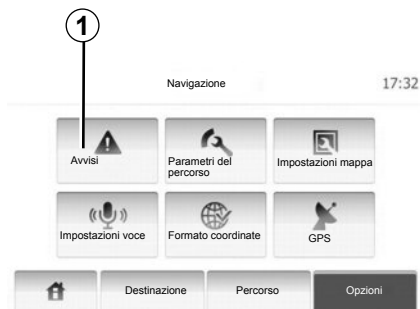 1
Navigazione 17:32
Avvisi
Parametri del
percorso
Impostazioni mappa
Impostazioni voce
Formato coordinate
GPS
Destinazione
Percorso
Opzioni